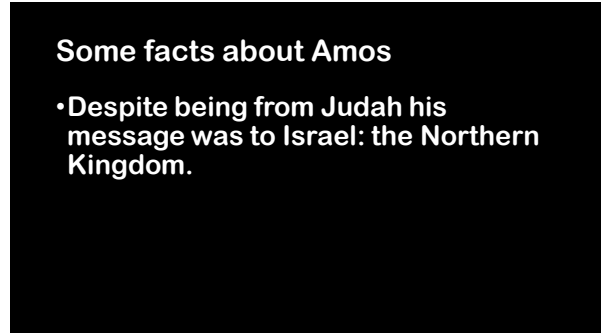 Some facts about Amos
•Despite being from Judah his
message was to Israel: the Northern
Kingdom.